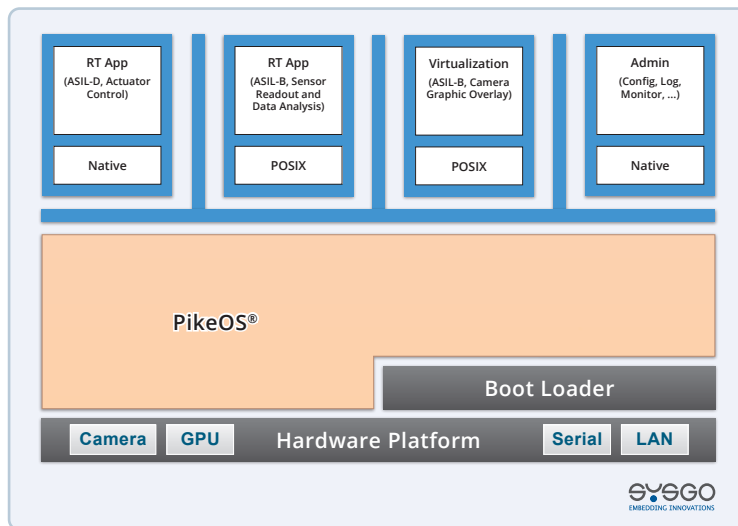 RT App
(ASIL-D, Actuator
Control)
Native
RT App
(ASIL-B, Sensor
Readout and
Data Analysis)
POSIX
Virtualization
(ASIL-B, Camera
Graphic Overlay)
POSIX
Admin
(Config, Log,
Monitor, ...)
Native
PikeOS®
Boot Loader
Camera
GPU
Hardware Platform
Serial
LAN
SYSGO
EMBEDDING INNOVATIONS